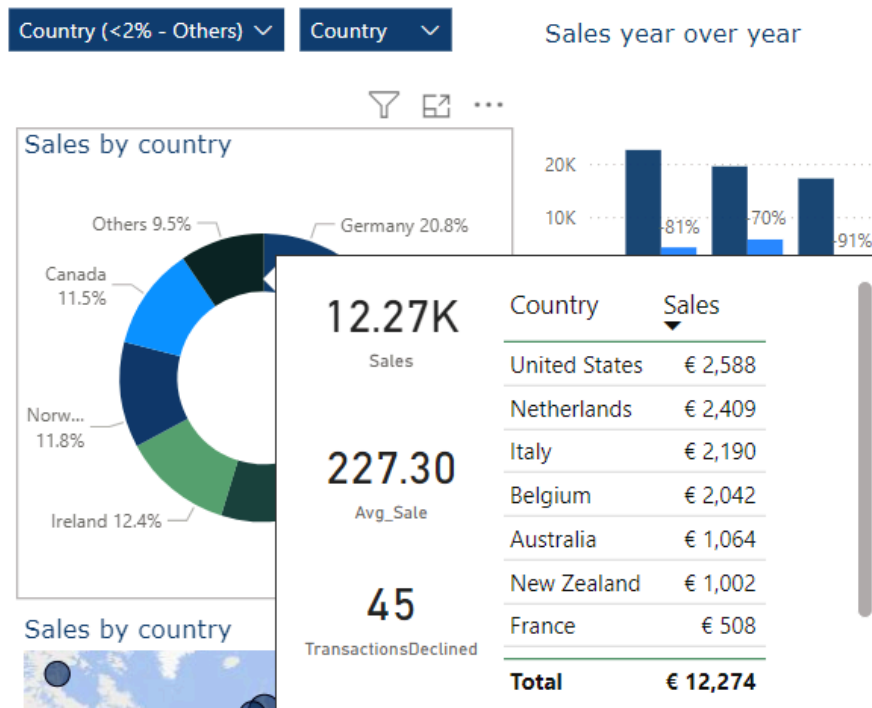 Country (<2% - Others)
Country
Sales year over year
Sales by country
Others 9.5%
Germany 20.8%
Canada
11.5%
Norw...
11.8%
Ireland 12.4%
20K
10K
-81%
-70%
-91%
12.27K
Sales
227.30
Avg_Sale
45
TransactionsDeclined
Country Sales
United States € 2,588
Netherlands € 2,409
Italy € 2,190
Belgium € 2,042
Australia € 1,064
New Zealand € 1,002
France € 508
Total € 12,274
Sales by country